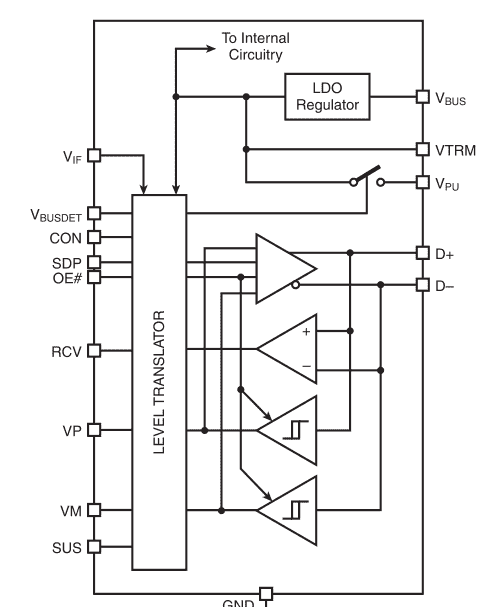 To Internal
Circuitry
LDO
Regulator
VBUS
VTRM
VPU
VIF
VBUSDET
CON
SDP
OE#
RCV
VP
VM
SUS
LEVEL TRANSLATOR
D+
D–
+
–
GND